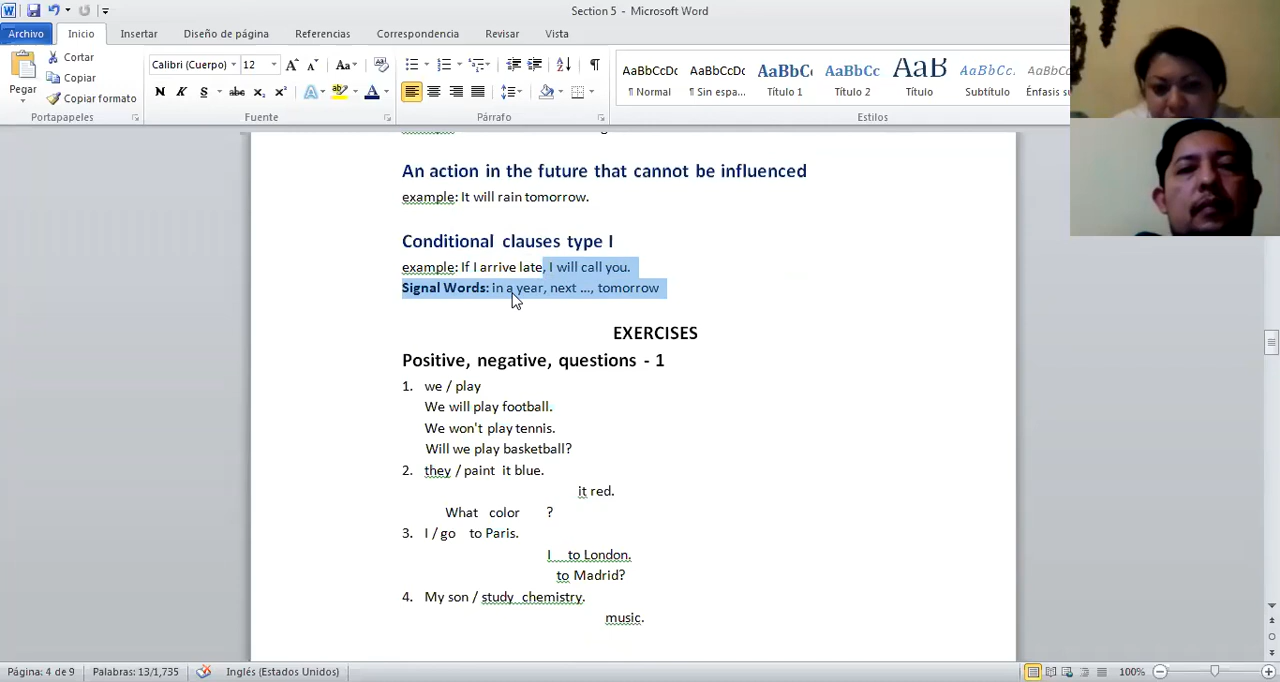 Section 5 - Microsoft Word
Archivo Inicio Insertar Diseño de página Referencias Correspondencia Revisar Vista
Cortar
Copiar
Copiar formato
Pegar
Portapapeles
Calibri (Cuerpo) 12
Fuente
Párrafo
AaBbCcDc AaBbCcDc AaBbC AaBbCc AaB AaBbCcDc AaBbCcDc
¶ Normal ¶ Sin espa... Título 1 Título 2 Título Subtítulo Énfasis su
Estilos
An action in the future that cannot be influenced
example: It will rain tomorrow.
Conditional clauses type I
example: If I arrive late, I will call you.
Signal Words: in a year, next ..., tomorrow
EXERCISES
Positive, negative, questions - 1
1. we / play
We will play football.
We won't play tennis.
Will we play basketball?
2. they / paint it blue.
it red.
What color ?
3. I / go to Paris.
I to London.
to Madrid?
4. My son / study chemistry.
music.
Página: 4 de 9 Palabras: 13/1,735 Inglés (Estados Unidos) 100%